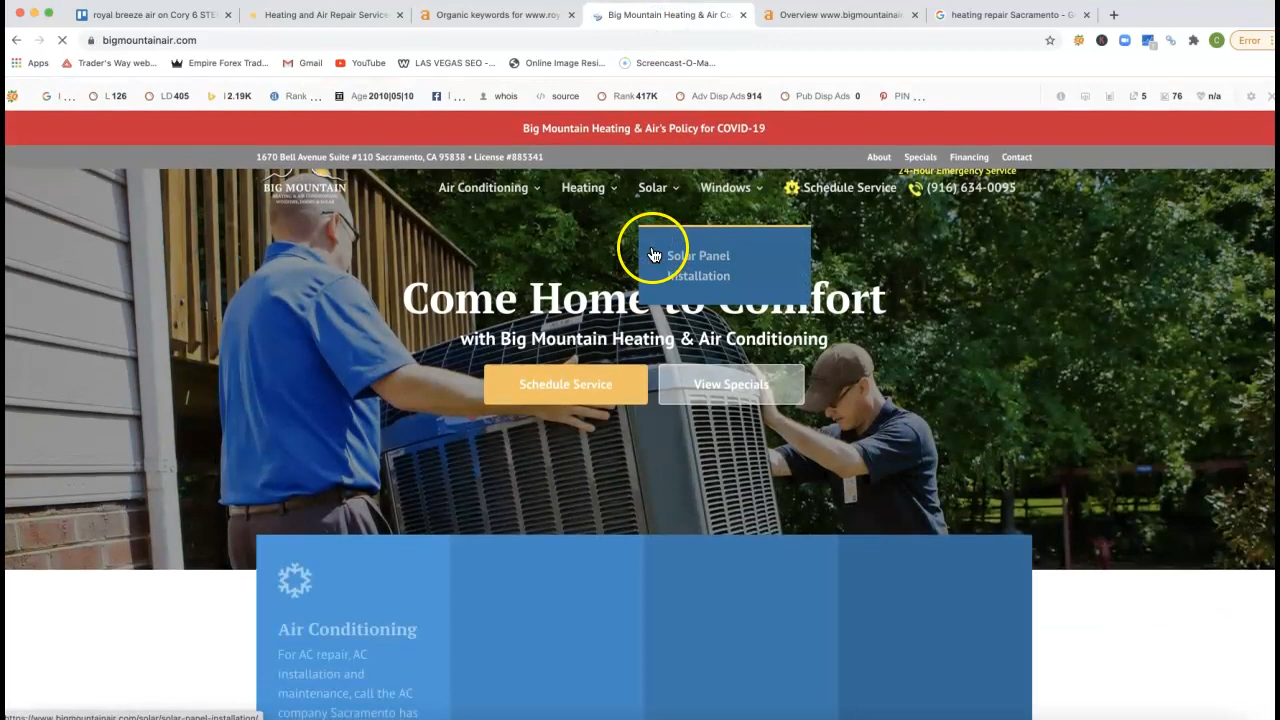 royal breeze air on Cory 6 STE
Heating and Air Repair Service
Organic keywords for www.roy
Big Mountain Heating & Air Co
Overview www.bigmountainair
heating repair Sacramento - G
bigmountainair.com
Error
Apps
Trader's Way web...
Empire Forex Trad...
Gmail
YouTube
LAS VEGAS SEO -...
Online Image Resi...
Screencast-O-Ma...
I ...
L 126
LD 405
I 2.19K
Rank ...
Age 2010|05|10
I ...
whois
source
Rank 417K
Adv Disp Ads 914
Pub Disp Ads 0
PIN ...
5
76
n/a
Big Mountain Heating & Air's Policy for COVID-19
1670 Bell Avenue Suite #110 Sacramento, CA 95838 • License #885341
About
Specials
Financing
Contact
24-Hour Emergency Service
BIG MOUNTAIN
HEATING & AIR CONDITIONING
WINDOWS, DOORS & SOLAR
Air Conditioning
Heating
Solar
Windows
Schedule Service
(916) 634-0095
Solar Panel
Installation
Come Home to Comfort
with Big Mountain Heating & Air Conditioning
Schedule Service
View Specials
Air Conditioning
For AC repair, AC
installation and
maintenance, call the AC
company Sacramento has
https://www.bigmountainair.com/solar/solar-panel-installation/